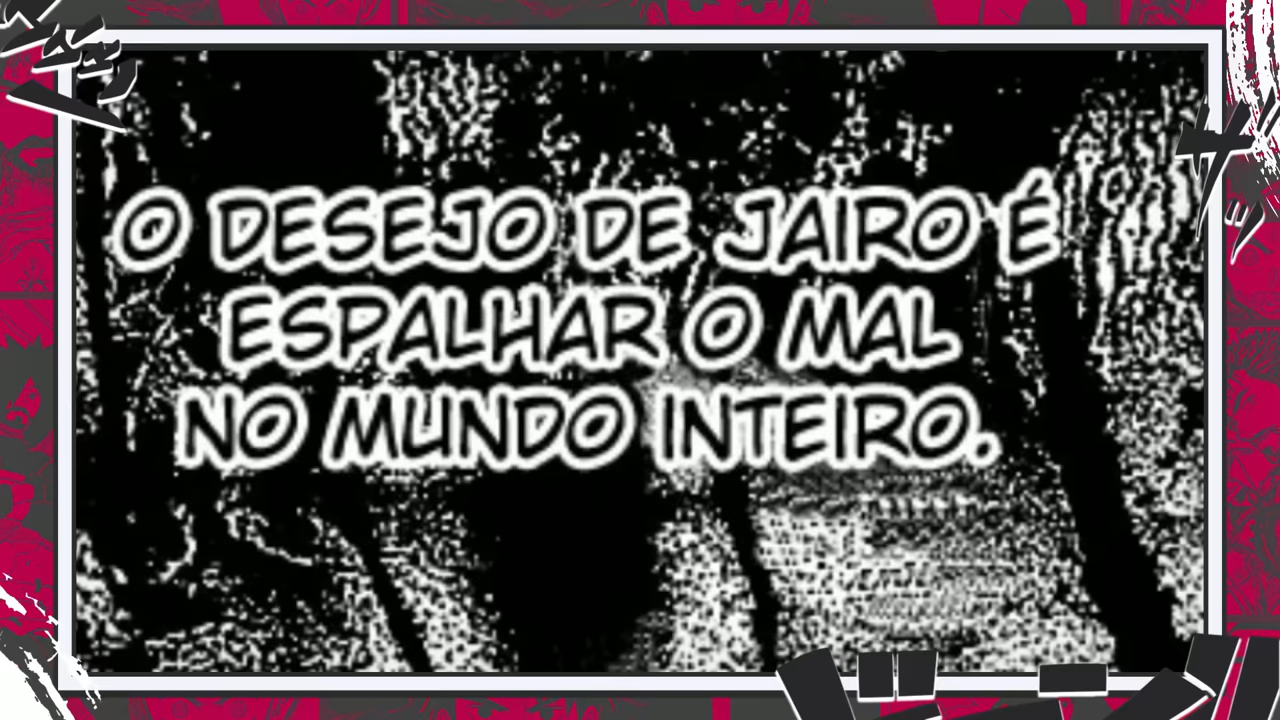 O DESEJO DE JAIRO É
ESPALHAR O MAL
NO MUNDO INTEIRO.